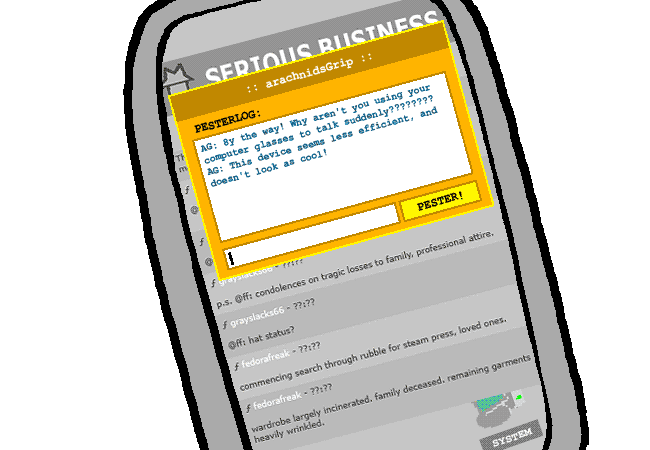 SERIOUS BUSINESS
:: arachnidsGrip ::
PESTERLOG:
AG: 8y the way! Why aren't you using your
computer glasses to talk suddenly????????
AG: This device seems less efficient, and
doesn't look as cool!
PESTER!
grayslacks66 - ??:??
p.s. @ff: condolences on tragic losses to family, professional attire.
ƒ grayslacks66 - ??:??
@ff: hat status?
ƒ fedorafreak - ??:??
commencing search through rubble for steam press, loved ones.
ƒ fedorafreak - ??:??
wardrobe largely incinerated. family deceased. remaining garments
heavily wrinkled.
SYSTEM